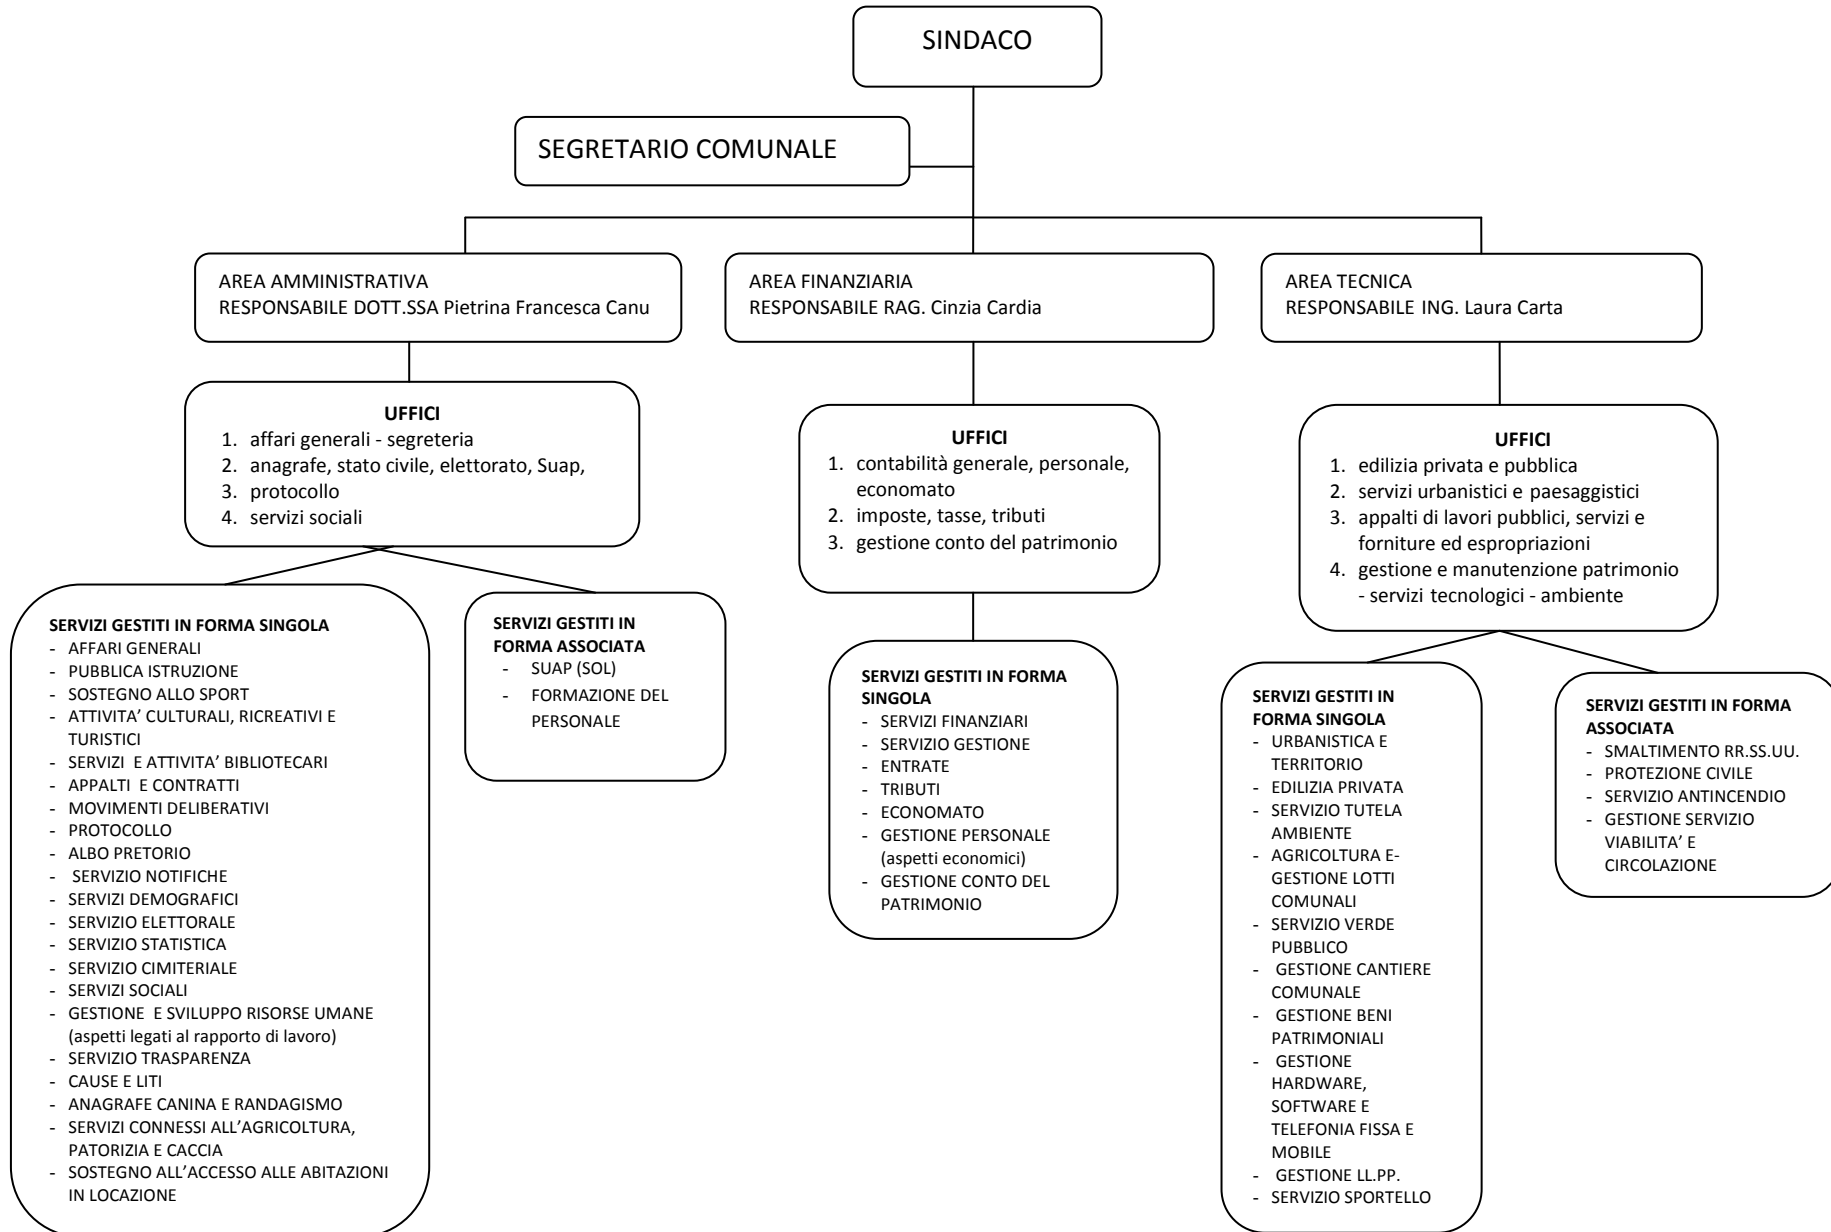 SINDACO
SEGRETARIO COMUNALE
AREA AMMINISTRATIVA
RESPONSABILE DOTT.SSA Pietrina Francesca Canu
AREA FINANZIARIA
RESPONSABILE RAG. Cinzia Cardia
AREA TECNICA
RESPONSABILE ING. Laura Carta
UFFICI
1. affari generali - segreteria
2. anagrafe, stato civile, elettorato, Suap,
3. protocollo
4. servizi sociali
UFFICI
1. contabilità generale, personale,
economato
2. imposte, tasse, tributi
3. gestione conto del patrimonio
UFFICI
1. edilizia privata e pubblica
2. servizi urbanistici e paesaggistici
3. appalti di lavori pubblici, servizi e
forniture ed espropriazioni
4. gestione e manutenzione patrimonio
- servizi tecnologici - ambiente
SERVIZI GESTITI IN FORMA SINGOLA
- AFFARI GENERALI
- PUBBLICA ISTRUZIONE
- SOSTEGNO ALLO SPORT
- ATTIVITA’ CULTURALI, RICREATIVI E
TURISTICI
- SERVIZI E ATTIVITA’ BIBLIOTECARI
- APPALTI E CONTRATTI
- MOVIMENTI DELIBERATIVI
- PROTOCOLLO
- ALBO PRETORIO
- SERVIZIO NOTIFICHE
- SERVIZI DEMOGRAFICI
- SERVIZIO ELETTORALE
- SERVIZIO STATISTICA
- SERVIZIO CIMITERIALE
- SERVIZI SOCIALI
- GESTIONE E SVILUPPO RISORSE UMANE
(aspetti legati al rapporto di lavoro)
- SERVIZIO TRASPARENZA
- CAUSE E LITI
- ANAGRAFE CANINA E RANDAGISMO
- SERVIZI CONNESSI ALL’AGRICOLTURA,
PATORIZIA E CACCIA
- SOSTEGNO ALL’ACCESSO ALLE ABITAZIONI
IN LOCAZIONE
SERVIZI GESTITI IN
FORMA ASSOCIATA
- SUAP (SOL)
- FORMAZIONE DEL
PERSONALE
SERVIZI GESTITI IN FORMA
SINGOLA
- SERVIZI FINANZIARI
- SERVIZIO GESTIONE
- ENTRATE
- TRIBUTI
- ECONOMATO
- GESTIONE PERSONALE
(aspetti economici)
- GESTIONE CONTO DEL
PATRIMONIO
SERVIZI GESTITI IN
FORMA SINGOLA
- URBANISTICA E
TERRITORIO
- EDILIZIA PRIVATA
- SERVIZIO TUTELA
AMBIENTE
- AGRICOLTURA E-
GESTIONE LOTTI
COMUNALI
- SERVIZIO VERDE
PUBBLICO
- GESTIONE CANTIERE
COMUNALE
- GESTIONE BENI
PATRIMONIALI
- GESTIONE
HARDWARE,
SOFTWARE E
TELEFONIA FISSA E
MOBILE
- GESTIONE LL.PP.
- SERVIZIO SPORTELLO
SERVIZI GESTITI IN FORMA
ASSOCIATA
- SMALTIMENTO RR.SS.UU.
- PROTEZIONE CIVILE
- SERVIZIO ANTINCENDIO
- GESTIONE SERVIZIO
VIABILITA’ E
CIRCOLAZIONE